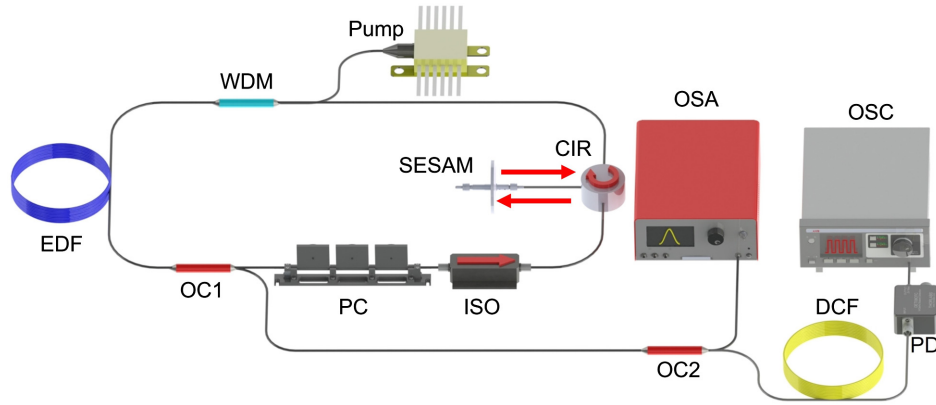 Pump
WDM
OSA
OSC
CIR
SESAM
EDF
OC1
PC
ISO
DCF
PD
OC2